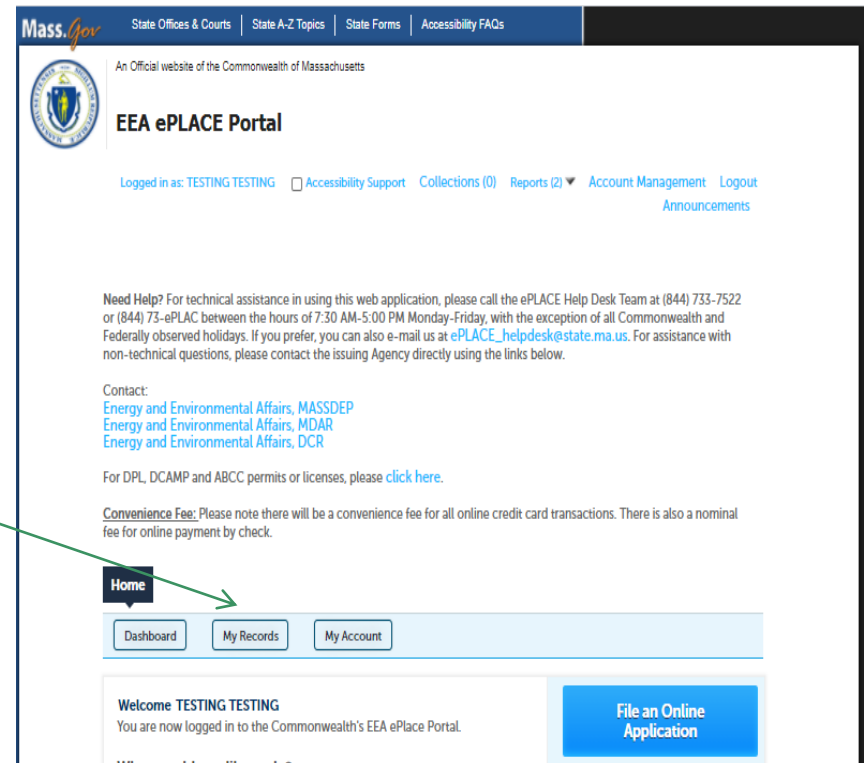 Mass.Gov State Offices & Courts State A-Z Topics State Forms Accessibility FAQs
An Official website of the Commonwealth of Massachusetts
EEA ePLACE Portal
Logged in as: TESTING TESTING Accessibility Support Collections (0) Reports (2) Account Management Logout
Announcements
Need Help? For technical assistance in using this web application, please call the ePLACE Help Desk Team at (844) 733-7522
or (844) 73-ePLAC between the hours of 7:30 AM-5:00 PM Monday-Friday, with the exception of all Commonwealth and
Federally observed holidays. If you prefer, you can also e-mail us at ePLACE_helpdesk@state.ma.us. For assistance with
non-technical questions, please contact the issuing Agency directly using the links below.
Contact:
Energy and Environmental Affairs, MASSDEP
Energy and Environmental Affairs, MDAR
Energy and Environmental Affairs, DCR
For DPL, DCAMP and ABCC permits or licenses, please click here.
Convenience Fee: Please note there will be a convenience fee for all online credit card transactions. There is also a nominal
fee for online payment by check.
Home
Dashboard My Records My Account
Welcome TESTING TESTING
You are now logged in to the Commonwealth's EEA ePlace Portal.
File an Online
Application